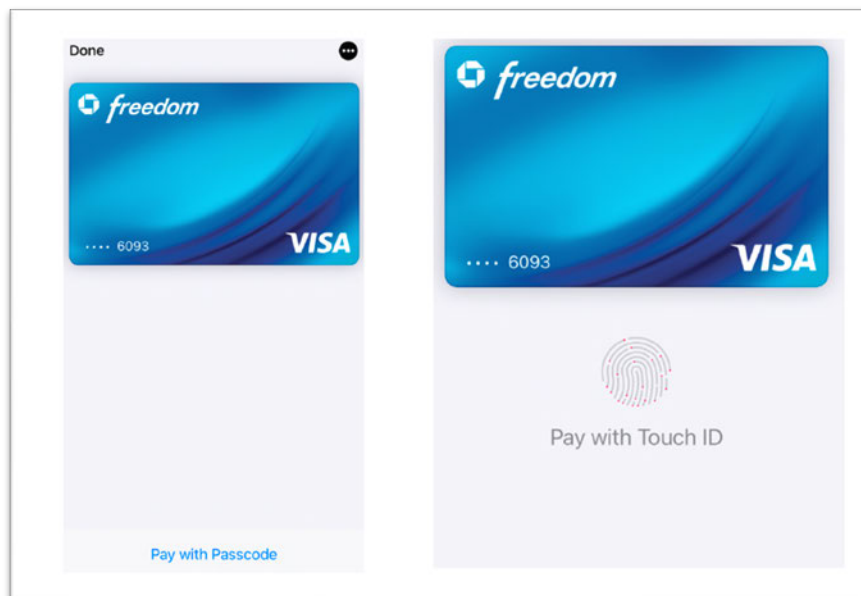 Done
freedom
.... 6093
VISA
Pay with Passcode
freedom
.... 6093
VISA
Pay with Touch ID